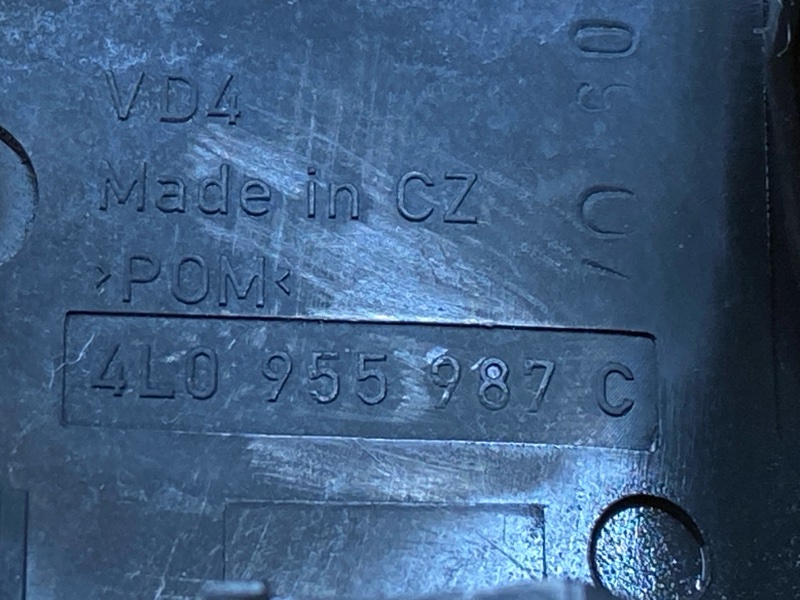 VD4
Made in CZ
>POM<
4L0 955 987 C